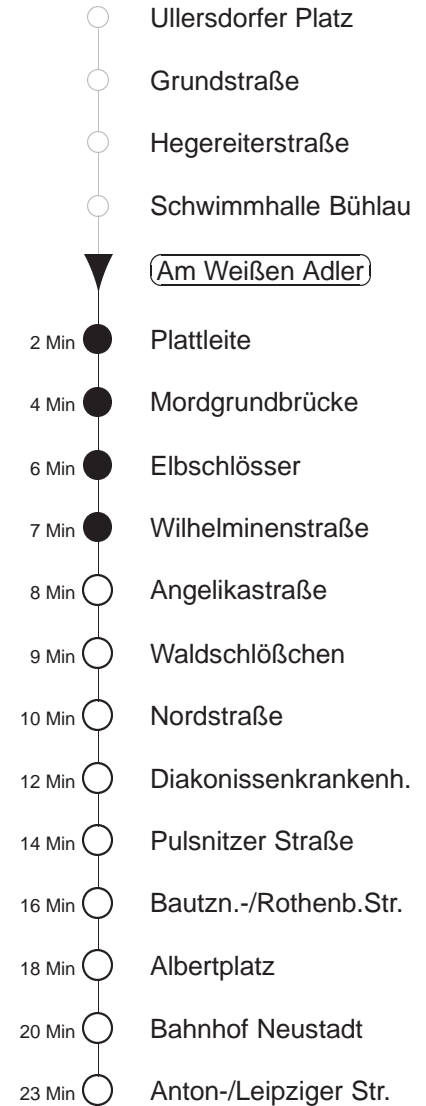 Ullersdorfer Platz
Grundstraße
Hegereiterstraße
Schwimmhalle Bühlau
Am Weißen Adler
2 Min Plattleite
4 Min Mordgrundbrücke
6 Min Elbschlösser
7 Min Wilhelminenstraße
8 Min Angelikastraße
9 Min Waldschlößchen
10 Min Nordstraße
12 Min Diakonissenkrankenh.
14 Min Pulsnitzer Straße
16 Min Bautzn.-/Rothenb.Str.
18 Min Albertplatz
20 Min Bahnhof Neustadt
23 Min Anton-/Leipziger Str.